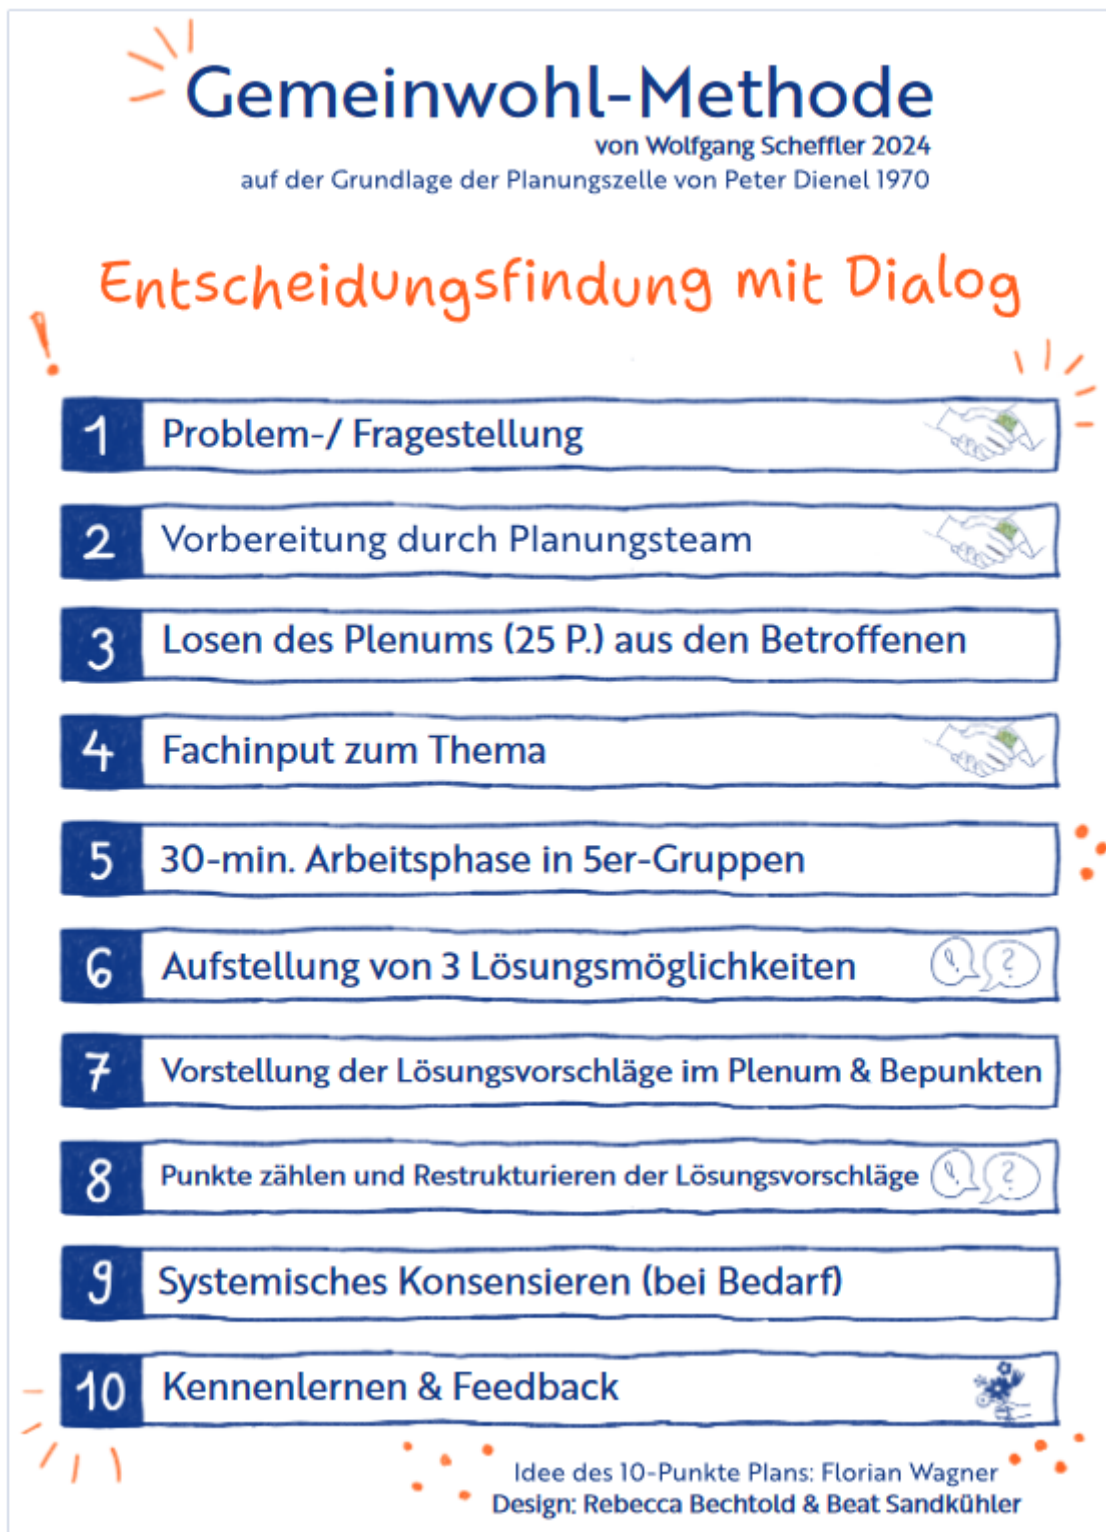 Gemeinwohl-Methode
von Wolfgang Scheffler 2024
auf der Grundlage der Planungszelle von Peter Dienel 1970
Entscheidungsfindung mit Dialog
!
1 Problem-/ Fragestellung
2 Vorbereitung durch Planungsteam
3 Losen des Plenums (25 P.) aus den Betroffenen
4 Fachinput zum Thema
5 30-min. Arbeitsphase in 5er-Gruppen
6 Aufstellung von 3 Lösungsmöglichkeiten ! ?
7 Vorstellung der Lösungsvorschläge im Plenum & Bepunkten
8 Punkte zählen und Restrukturieren der Lösungsvorschläge ! ?
9 Systemisches Konsensieren (bei Bedarf)
10 Kennenlernen & Feedback
Idee des 10-Punkte Plans: Florian Wagner
Design: Rebecca Bechtold & Beat Sandkühler